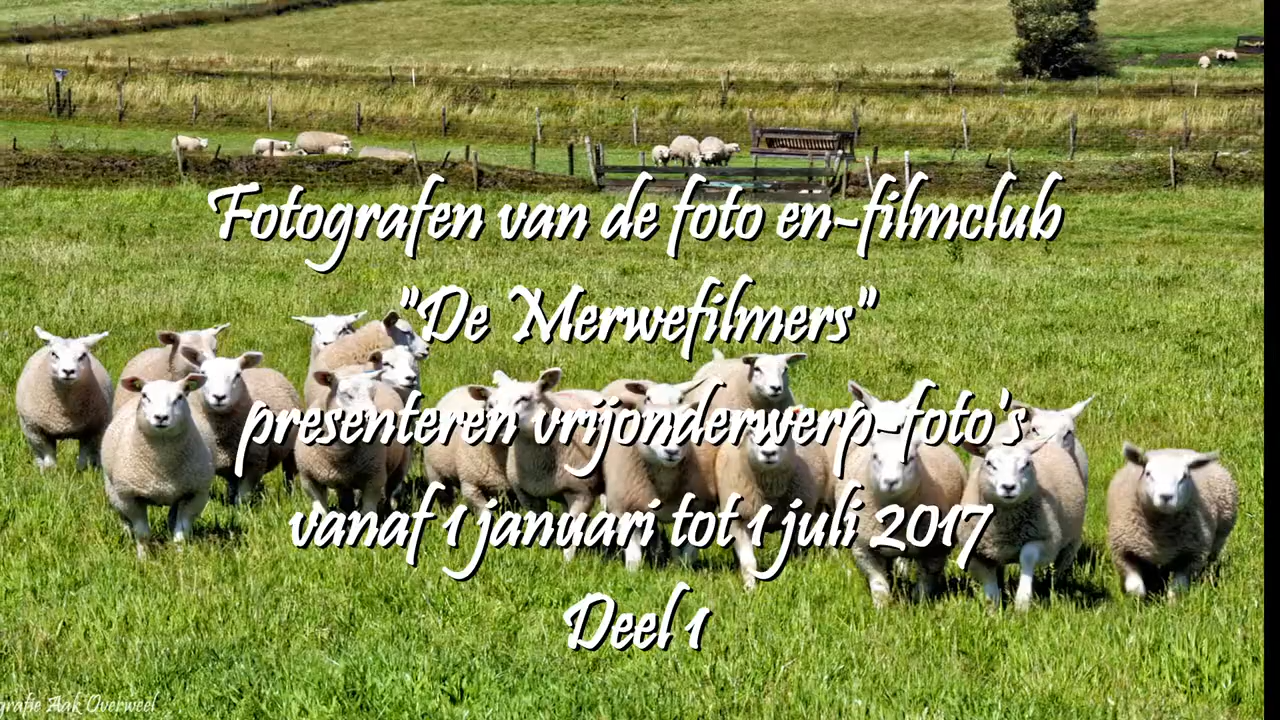 Fotografen van de foto en-filmclub
"De Merwefilmers"
presenteren vrijonderwerp-foto's
vanaf 1 januari tot 1 juli 2017
Deel 1
grafie Aak Overweel